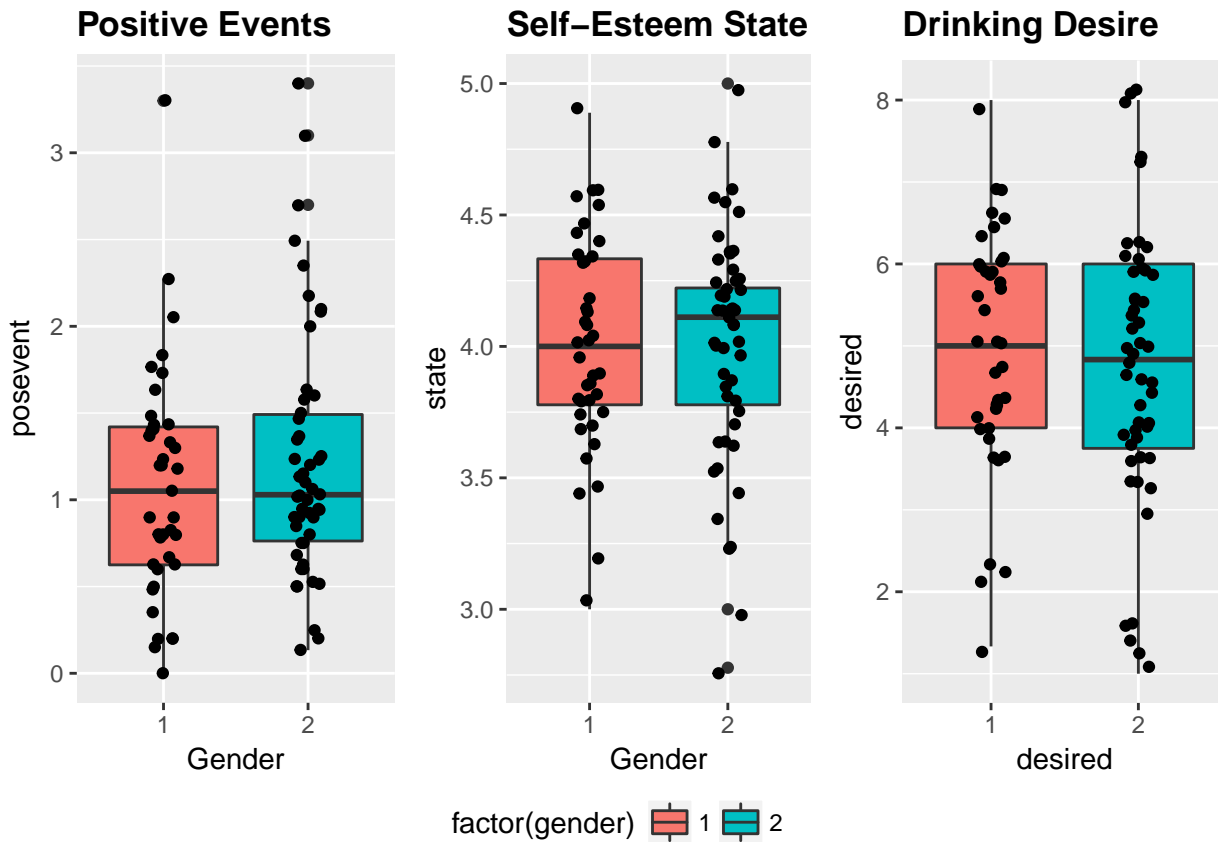 Positive Events
Self−Esteem State
Drinking Desire
posevent
3
2
1
0
1
2
Gender
state
5.0
4.5
4.0
3.5
3.0
1
2
Gender
desired
8
6
4
2
1
2
desired
factor(gender) 1 2